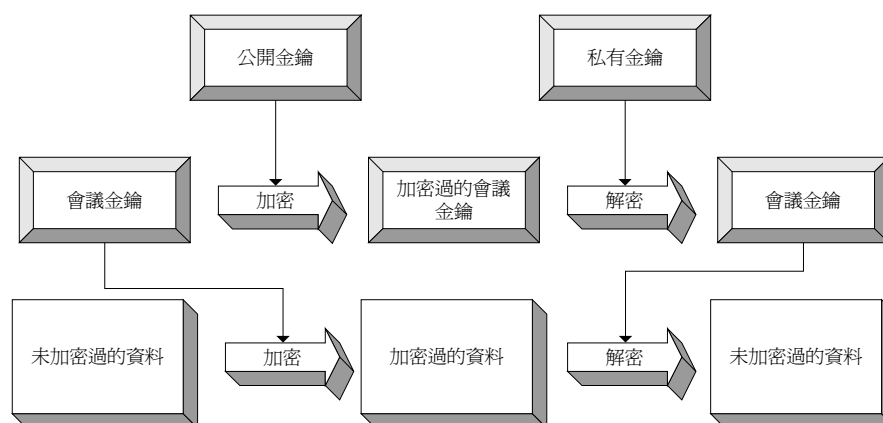 公開金鑰
私有金鑰
會議金鑰
加密
加密過的會議
金鑰
解密
會議金鑰
未加密過的資料
加密
加密過的資料
解密
未加密過的資料